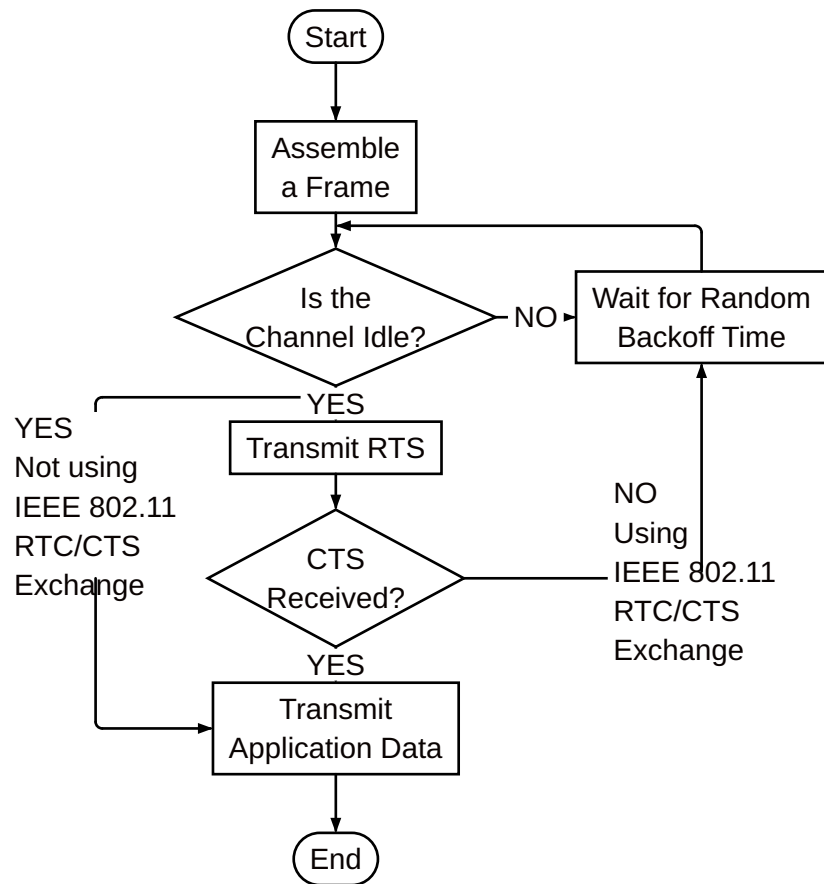 Start
Assemble
a Frame
Is the
Channel Idle?
NO
Wait for Random
Backoff Time
YES
YES
Not using
IEEE 802.11
RTC/CTS
Exchange
Transmit RTS
CTS
Received?
NO
Using
IEEE 802.11
RTC/CTS
Exchange
YES
Transmit
Application Data
End